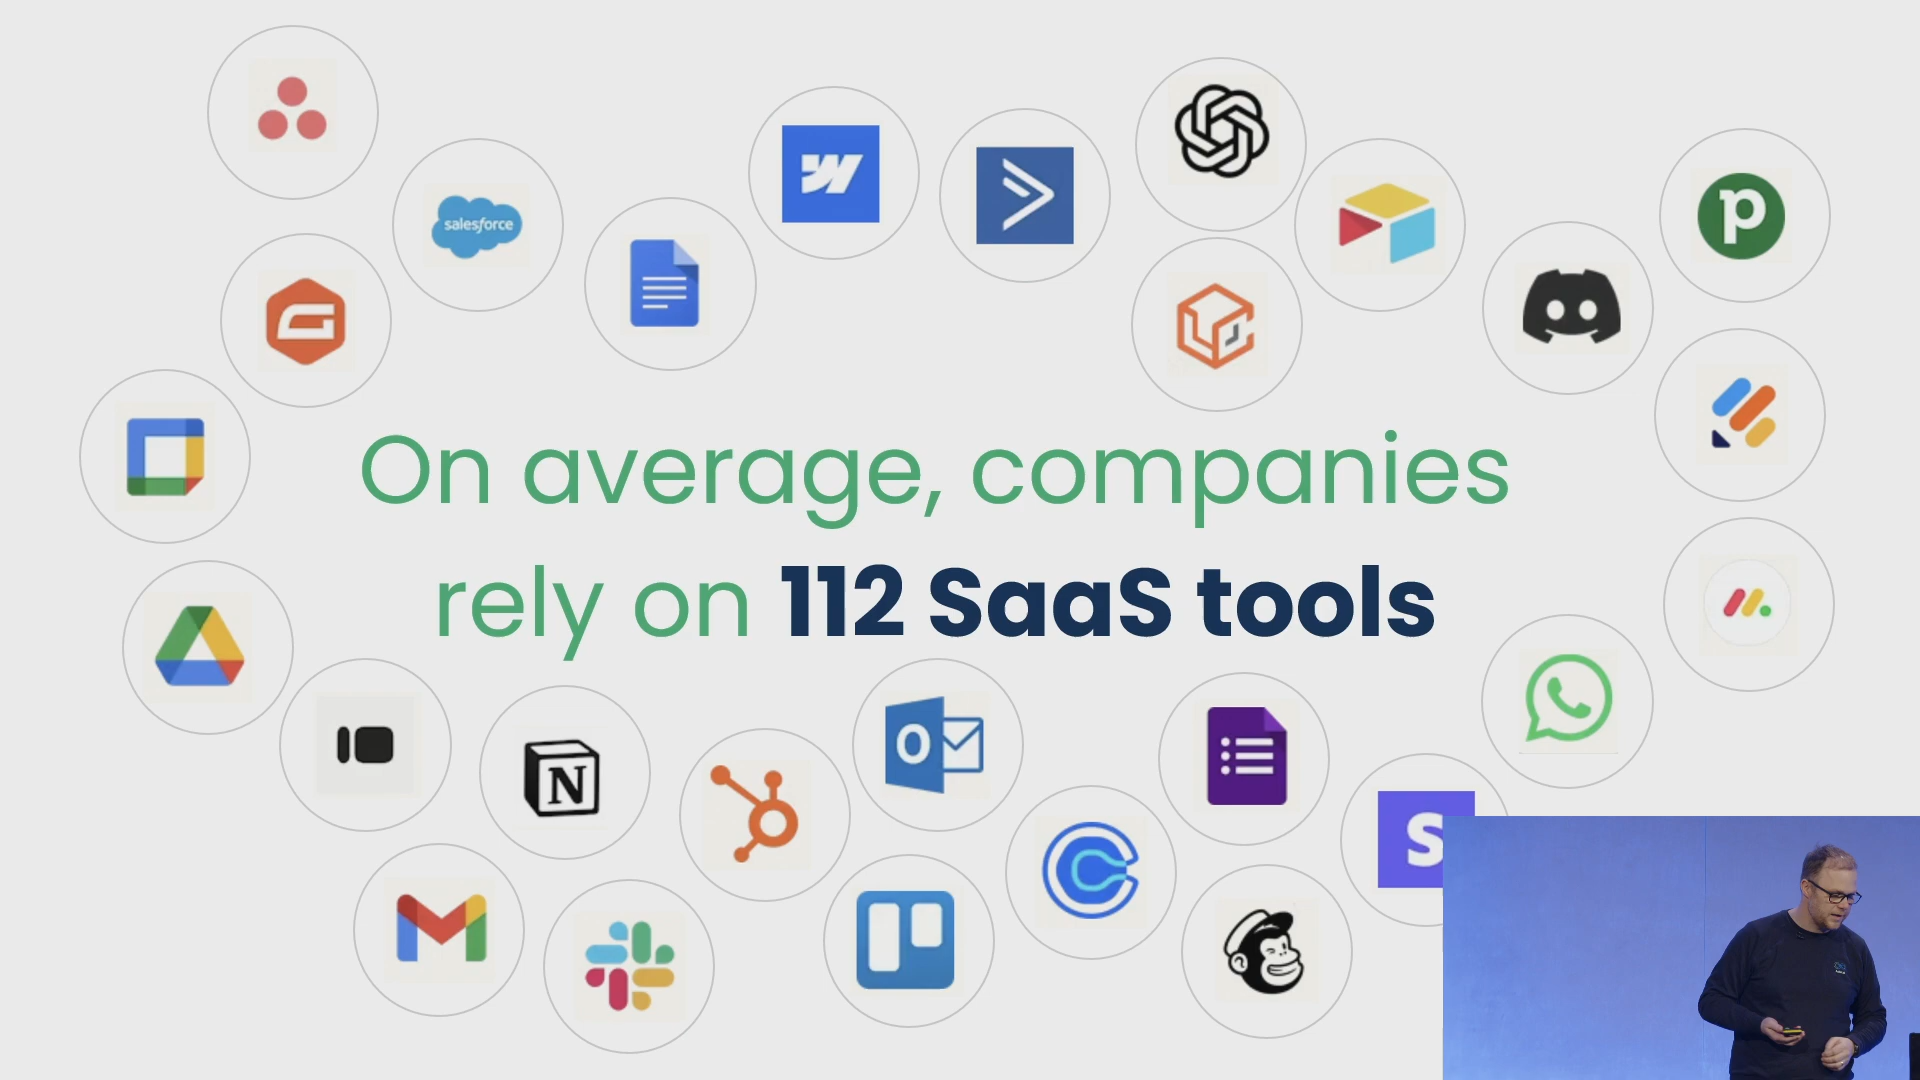 salesforce
On average, companies
rely on 112 SaaS tools